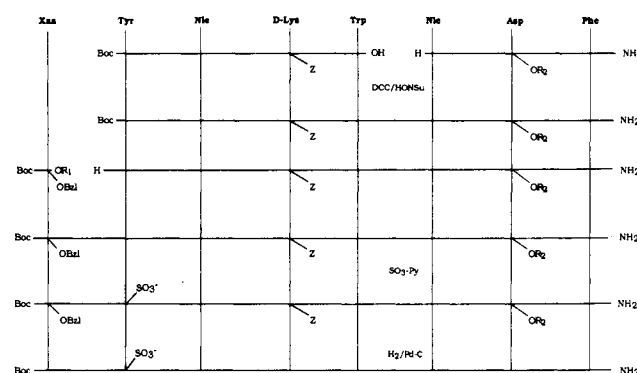 Xaa Tyr Nle D-Lys Trp Nle Asp Phe
Boc OH H NH
Z OR2
DCC/HONSu
Boc NH2
Z OR2
Boc OR1 H NH2
OBzl Z OR2
Boc NH2
OBzl Z OR2
SO3-Py
SO3-
Boc NH2
OBzl Z OR2
SO3- H2/Pd-C
Boc NH2